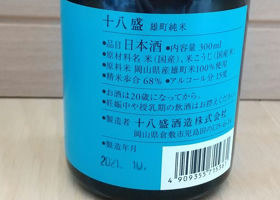 十八盛 雄町純米
●品目 日本酒 ●内容量 300ml
●原材料名 米(国産)、米こうじ(国産米)
●原料米 岡山県産雄町米100%使用
●精米歩合 68% ●アルコール分 15度
●お酒は20歳になってから。
●妊娠中や授乳期の飲酒はお控えください
●製造者 十八盛酒造株式会社
岡山県倉敷市児島田の口
●製造年月
2021. 10.
4 909355